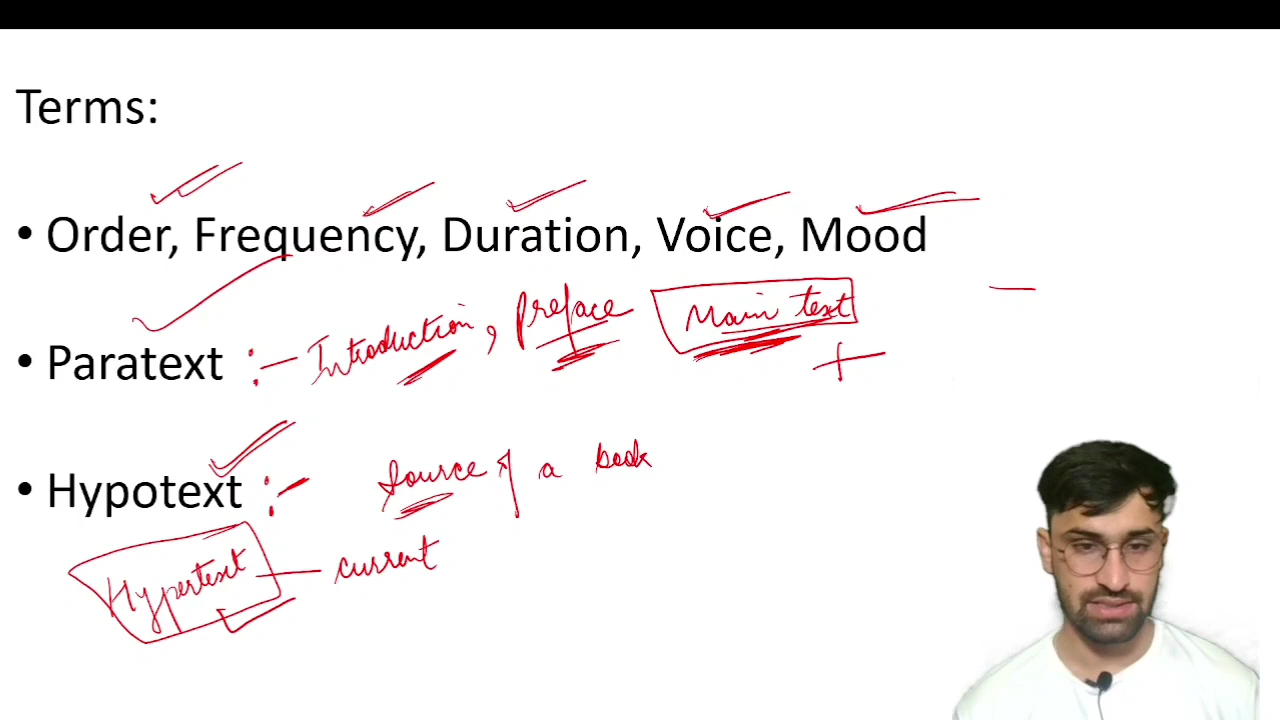 Terms:
• Order, Frequency, Duration, Voice, Mood
• Paratext :- Introduction, Preface Main text
+
• Hypotext :- Source of a book
Hypertext — current